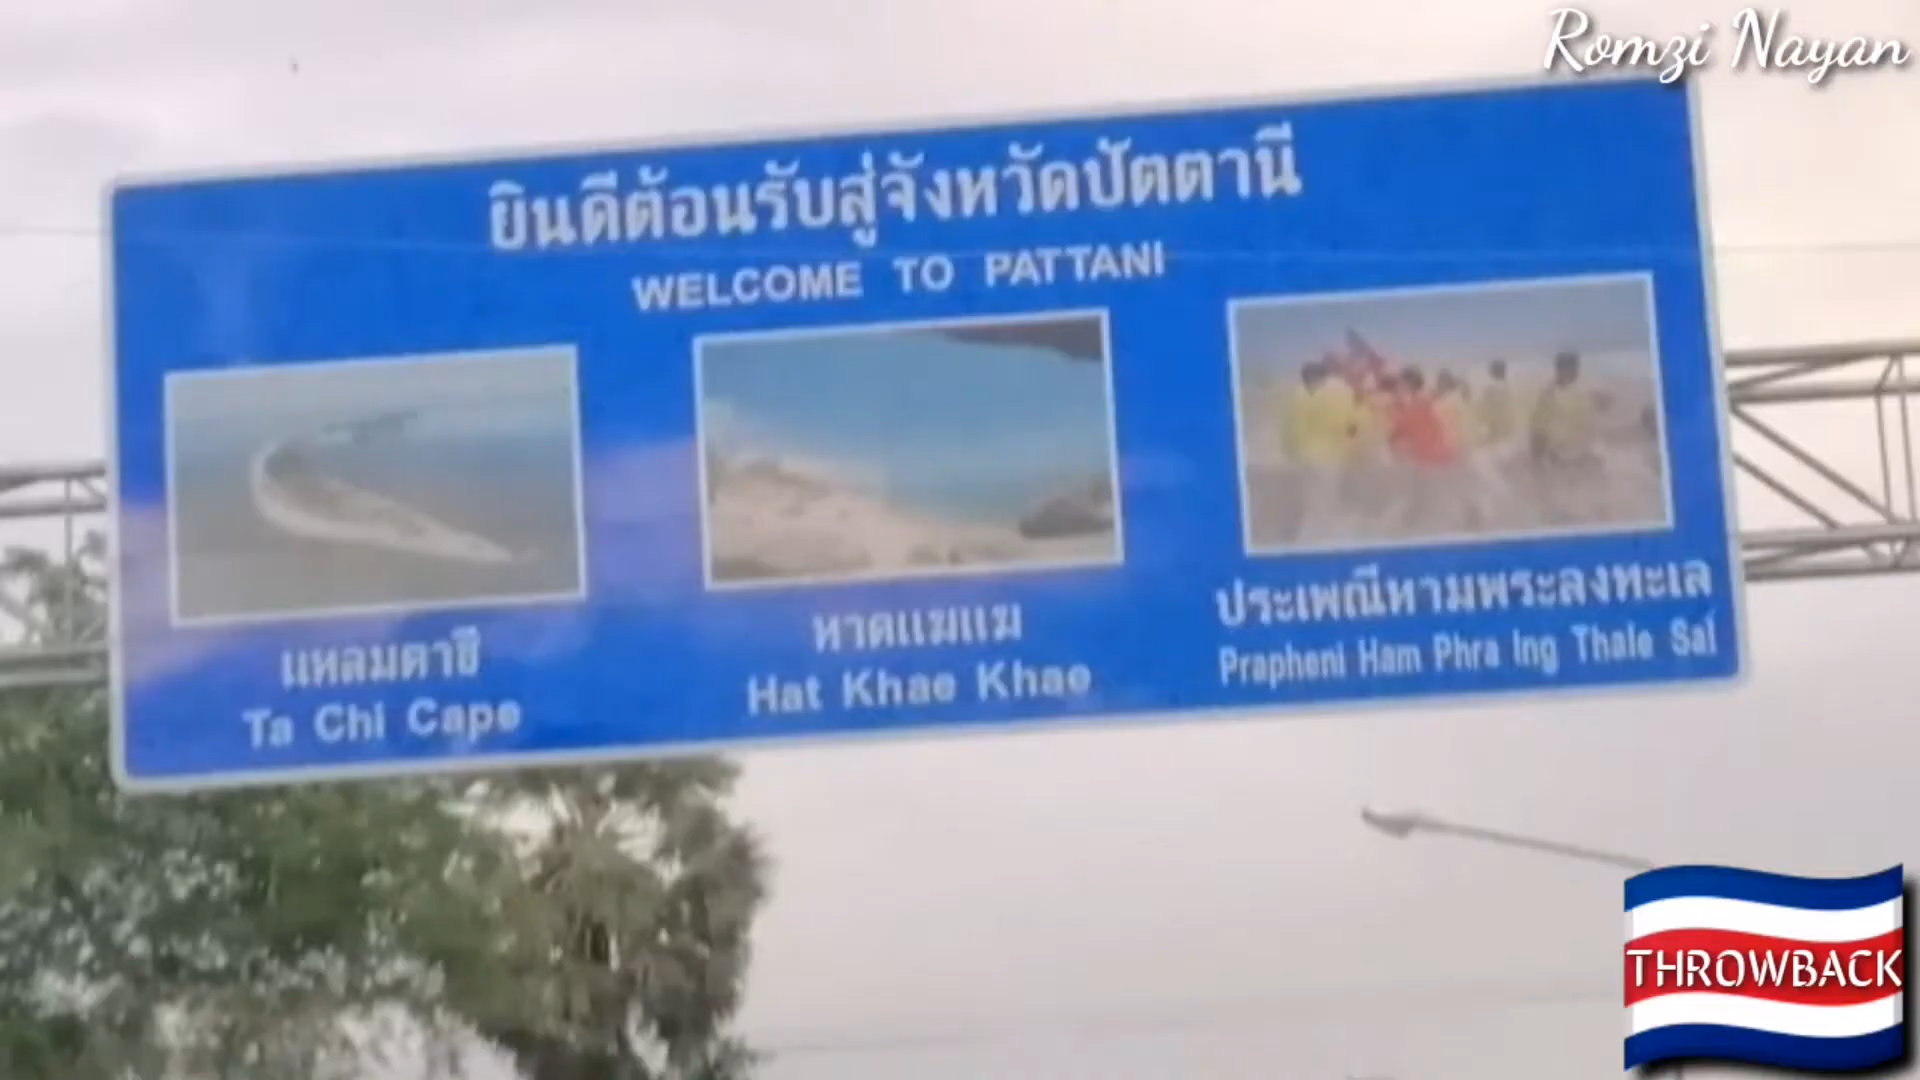 Romzi Nayan
ยินดีต้อนรับสู่จังหวัดปัตตานี
WELCOME TO PATTANI
แหลมตาชี
Ta Chi Cape
หาดแฆแฆ
Hat Khae Khae
ประเพณีหามพระลงทะเล
Prapheni Ham Phra Ing Thale Sai
THROWBACK